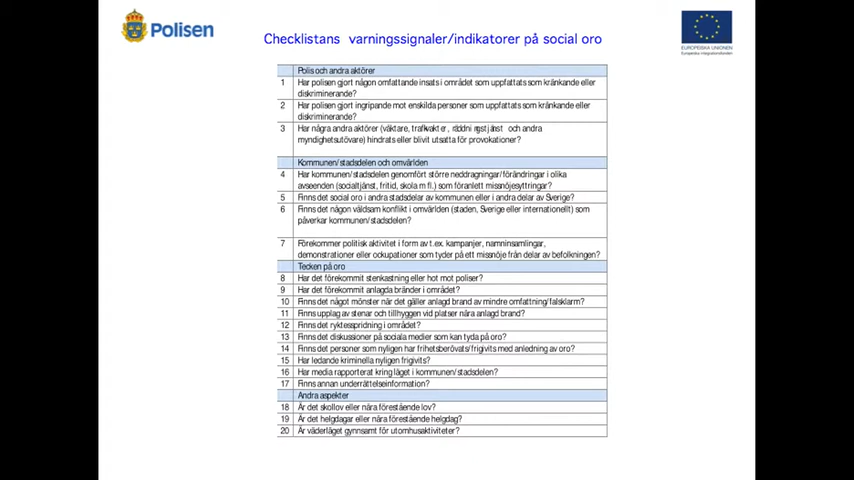 Polisen
Checklistans varningssignaler/indikatorer på social oro
EUROPEISKA UNIONEN
Europeiska integrationsfonden
Polis och andra aktörer
1 Har polisen gjort någon omfattande insats i området som uppfattats som kränkande eller
diskriminerande?
2 Har polisen gjort ingripande mot enskilda personer som uppfattats som kränkande eller
diskriminerande?
3 Har några andra aktörer (väktare, trafikvakter, räddningstjänst och andra
myndighetsutövare) hindrats eller blivit utsatta för provokationer?
Kommunen/stadsdelen och omvärlden
4 Har kommunen/stadsdelen genomfört större neddragningar/förändringar i olika
avseenden (socialtjänst, fritid, skola m fl.) som föranlett missnöjesyttringar?
5 Finns det social oro i andra stadsdelar av kommunen eller i andra delar av Sverige?
6 Finns det någon våldsam konflikt i omvärlden (staden, Sverige eller internationellt) som
påverkar kommunen/stadsdelen?
7 Förekommer politisk aktivitet i form av t.ex. kampanjer, namninsamlingar,
demonstrationer eller ockupationer som tyder på ett missnöje från delar av befolkningen?
Tecken på oro
8 Har det förekommit stenkastning eller hot mot poliser?
9 Har det förekommit anlagda bränder i området?
10 Finns det något mönster när det gäller anlagd brand av mindre omfattning/falsklarm?
11 Finns upplag av stenar och tillhyggen vid platser nära anlagd brand?
12 Finns det ryktesspridning i området?
13 Finns det diskussioner på sociala medier som kan tyda på oro?
14 Finns det personer som nyligen har frihetsberövats/frigivits med anledning av oro?
15 Har ledande kriminella nyligen frigivits?
16 Har media rapporterat kring läget i kommunen/stadsdelen?
17 Finns annan underrättelseinformation?
Andra aspekter
18 Är det skollov eller nära förestående lov?
19 Är det helgdagar eller nära förestående helgdag?
20 Är väderläget gynnsamt för utomhusaktiviteter?